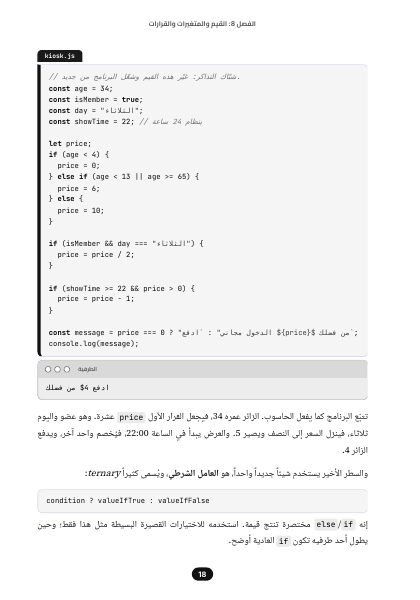 الفصل 8: القيم والمتغيرات والقرارات
kiosk.js
// شبّاك التذاكر: غيّر هذه القيم وشغّل البرنامج من جديد.
const age = 34;
const isMember = true;
const day = "الثلاثاء";
const showTime = 22; // بنظام 24 ساعة
let price;
if (age < 4) {
  price = 0;
} else if (age < 13 || age >= 65) {
  price = 6;
} else {
  price = 10;
}
if (isMember && day === "الثلاثاء") {
  price = price / 2;
}
if (showTime >= 22 && price > 0) {
  price = price - 1;
}
const message = price === 0 ? "الدخول مجاني" : `ادفع ${price}$ من فضلك`;
console.log(message);
الطرفية
ادفع 4$ من فضلك
تتبّع البرنامج كما يفعل الحاسوب. الزائر عمره 34، فيجعل القرار الأول price عشرة. وهو عضو واليوم
ثلاثاء، فينزل السعر إلى النصف ويصير 5. والعرض يبدأ في الساعة 22:00، فيُخصم واحد آخر، ويدفع
الزائر 4.
والسطر الأخير يستخدم شيئاً جديداً واحداً، هو العامل الشرطي، ويُسمى كثيراً ternary:
condition ? valueIfTrue : valueIfFalse
إنه if/else مختصرة تنتج قيمة. استخدمه للاختيارات القصيرة البسيطة مثل هذا فقط؛ وحين
يطول أحد طرفيه تكون if العادية أوضح.
18